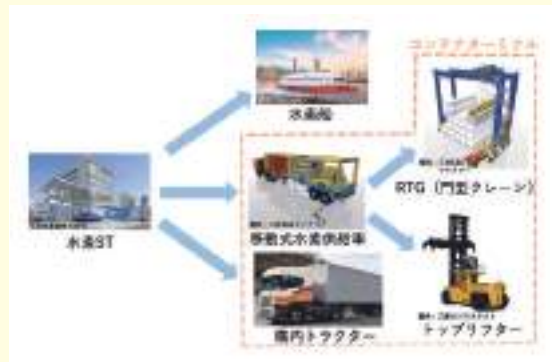 コンテナターミナル
水素船
水素ST
移動式水素供給車
RTG（門型クレーン）
構内トラクター
トップリフター